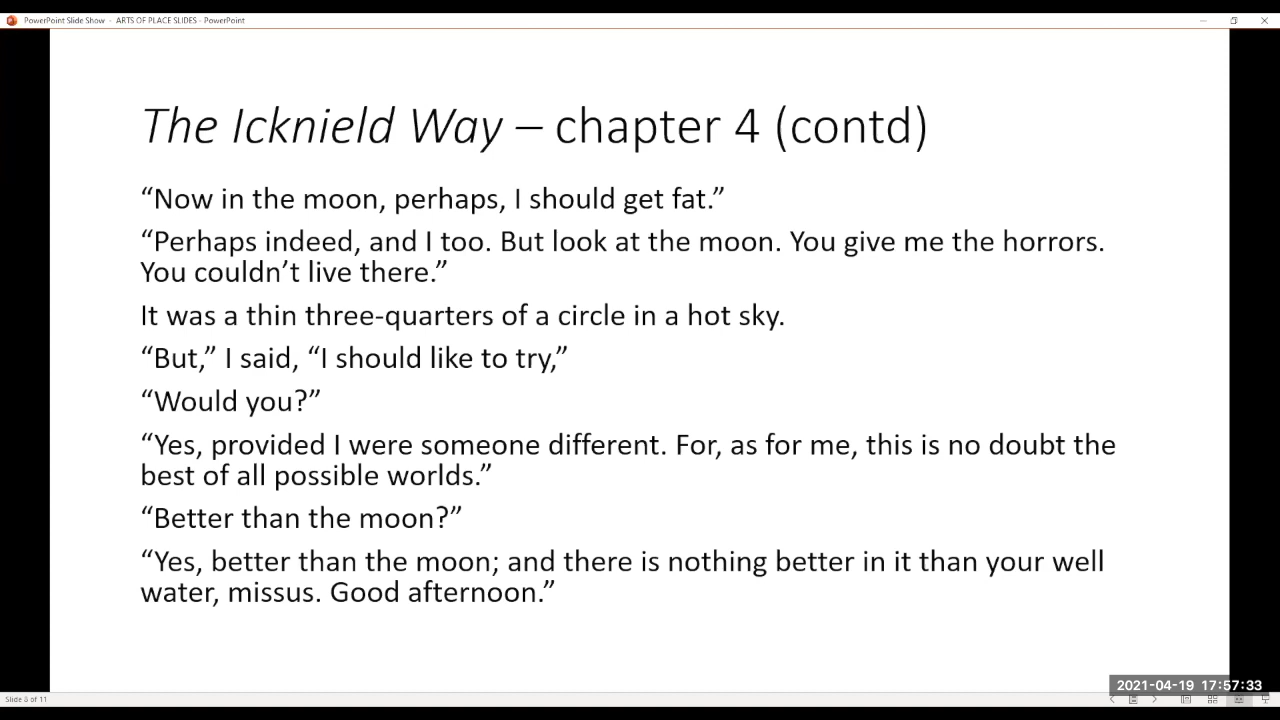 PowerPoint Slide Show - ARTS OF PLACE SLIDES - PowerPoint
The Icknield Way – chapter 4 (contd)
“Now in the moon, perhaps, I should get fat.”
“Perhaps indeed, and I too. But look at the moon. You give me the horrors.
You couldn’t live there.”
It was a thin three-quarters of a circle in a hot sky.
“But,” I said, “I should like to try,”
“Would you?”
“Yes, provided I were someone different. For, as for me, this is no doubt the
best of all possible worlds.”
“Better than the moon?”
“Yes, better than the moon; and there is nothing better in it than your well
water, missus. Good afternoon.”
2021-04-19 17:57:33
Slide 8 of 11